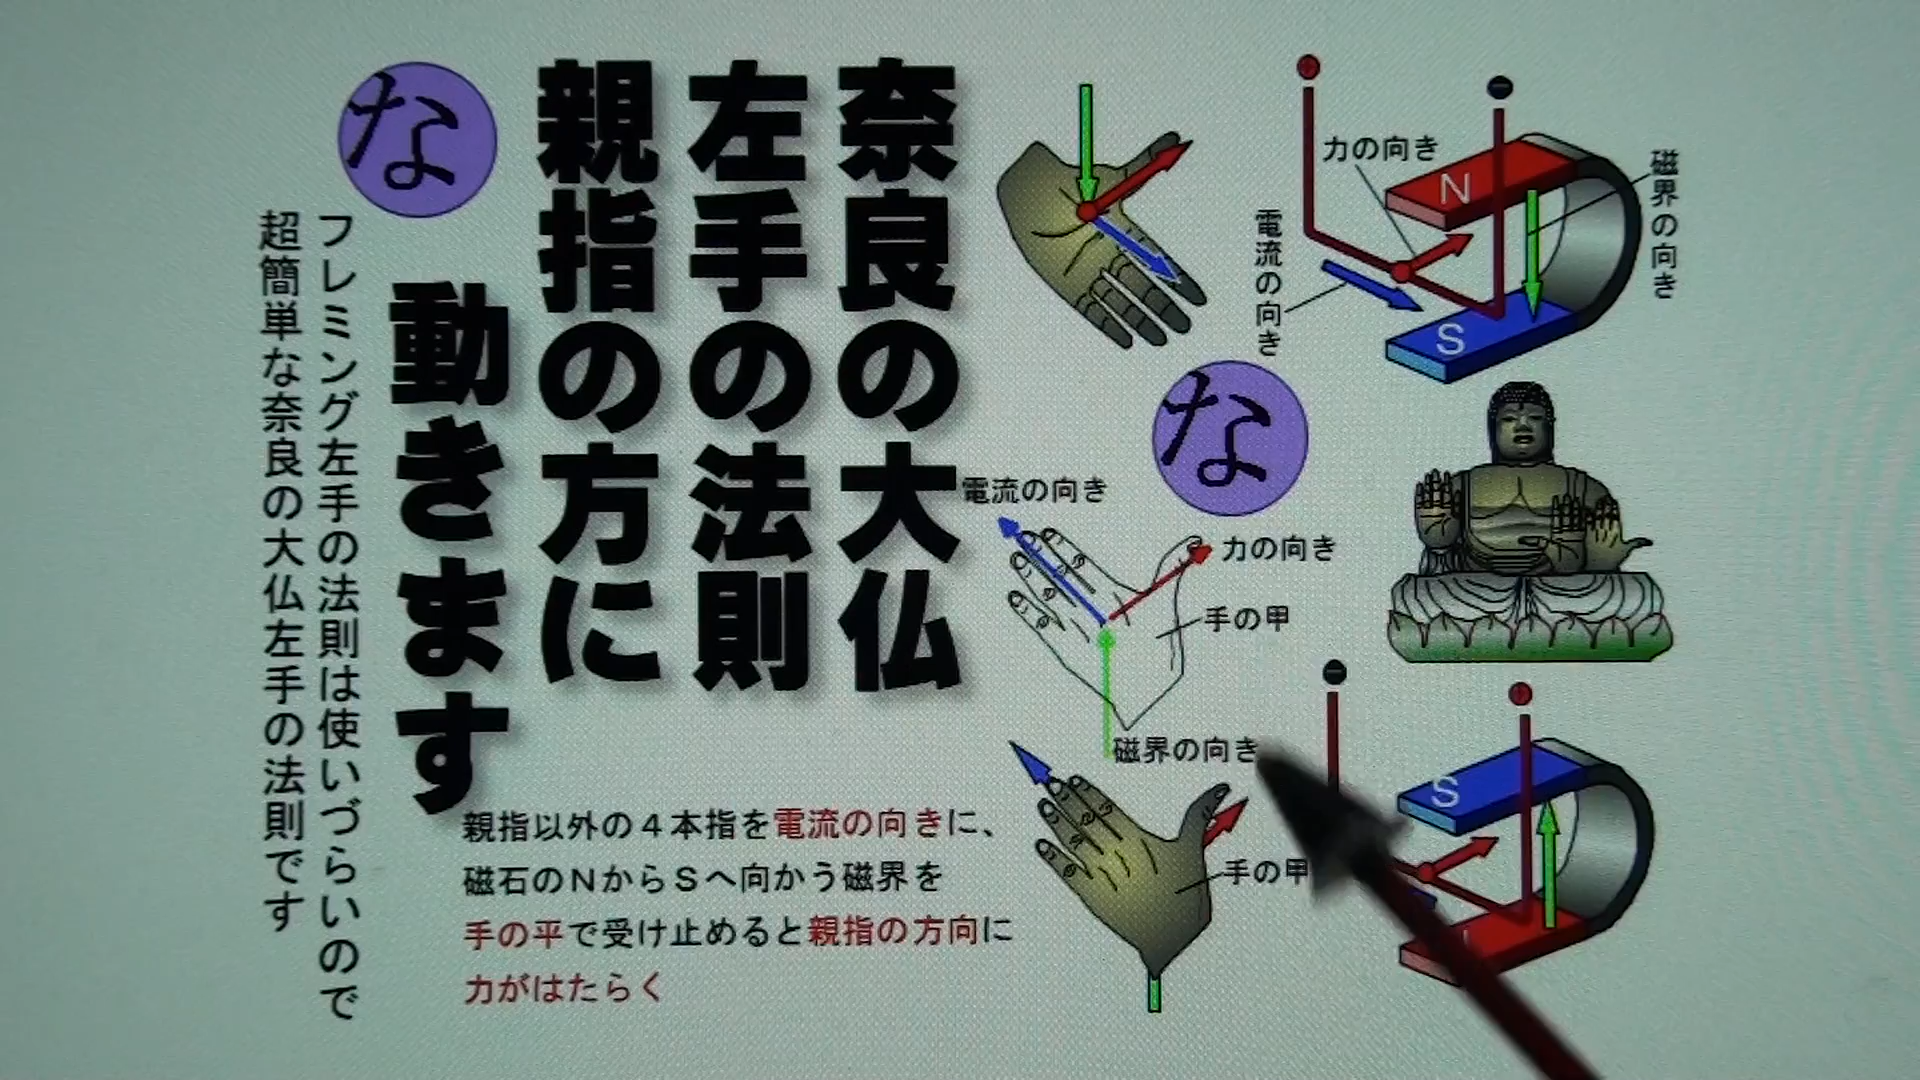 な
奈良の大仏
左手の法則
親指の方に
動きます
フレミング左手の法則は使いづらいので
超簡単な奈良の大仏左手の法則です
力の向き
N
磁界の向き
電流の向き
S
な
電流の向き
力の向き
手の甲
磁界の向き
手の甲
S
親指以外の4本指を電流の向きに、
磁石のNからSへ向かう磁界を
手の平で受け止めると親指の方向に
力がはたらく